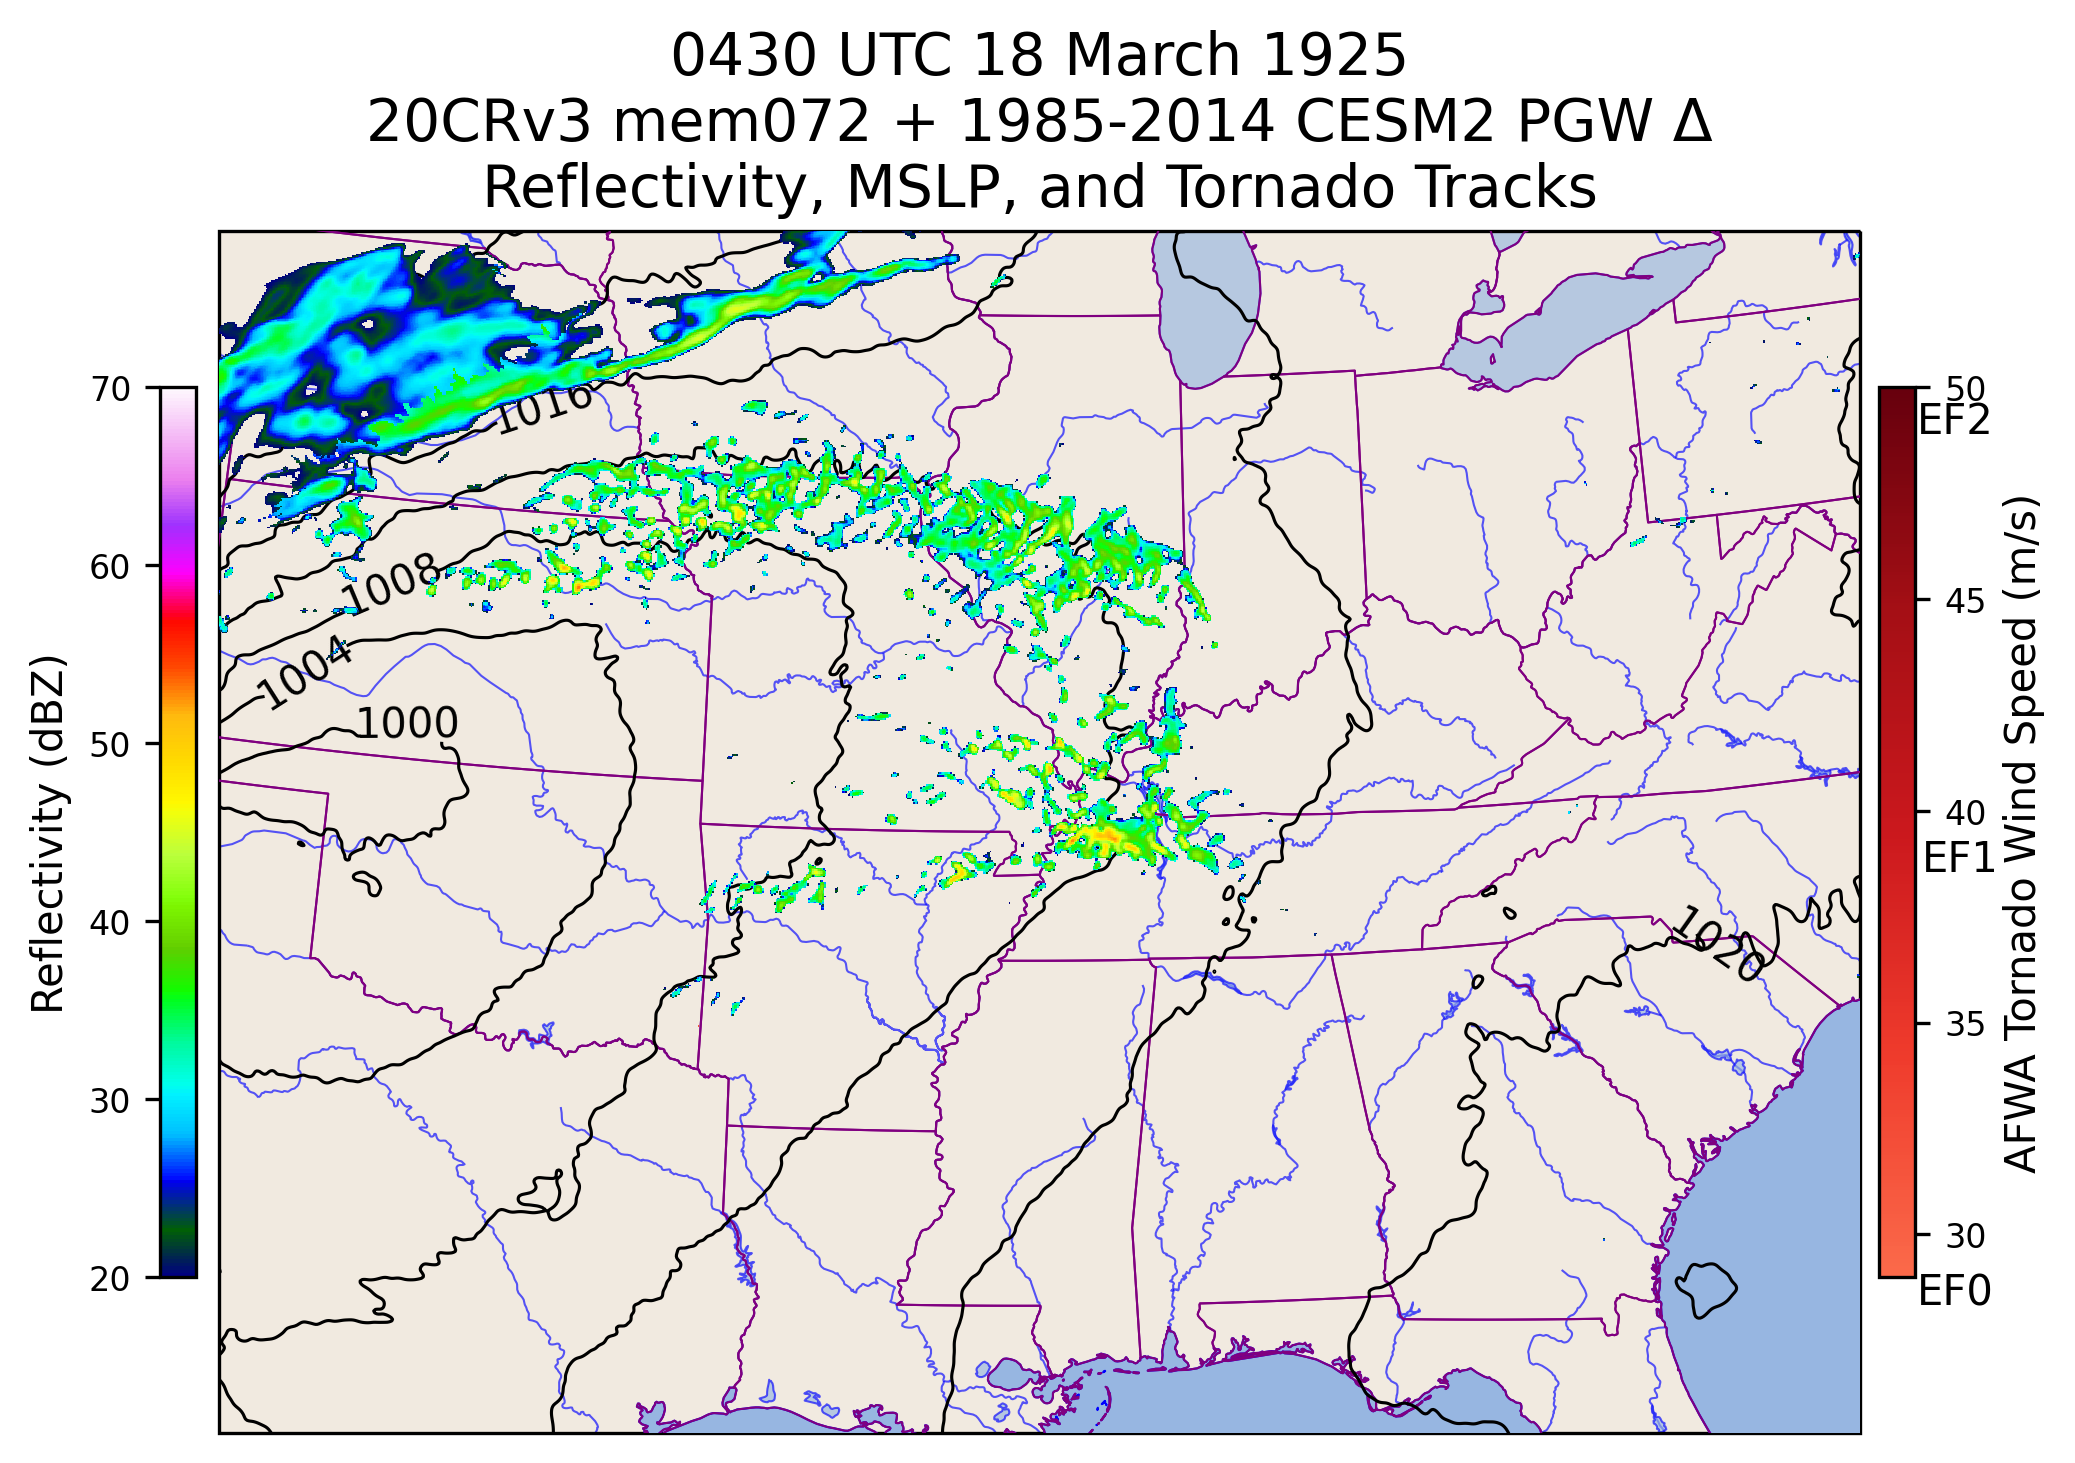 0430 UTC 18 March 1925
20CRv3 mem072 + 1985-2014 CESM2 PGW Δ
Reflectivity, MSLP, and Tornado Tracks
70
60
50
40
30
20
Reflectivity (dBZ)
1016
1008
1004
1000
1020
50
EF2
45
40
EF1
35
30
EF0
AFWA Tornado Wind Speed (m/s)